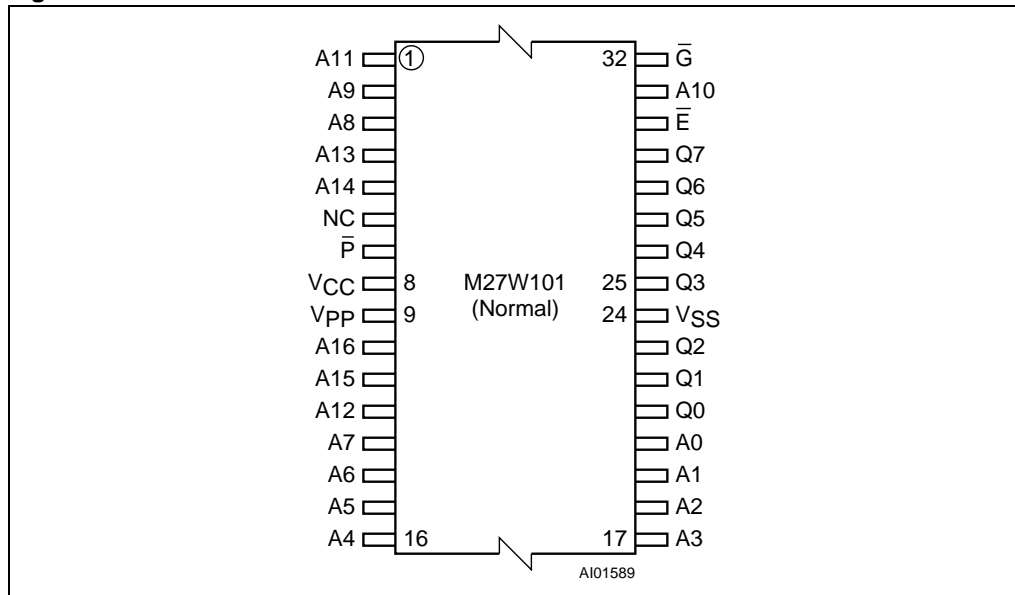 A11 1 32 G̅
A9 A10
A8 E̅
A13 Q7
A14 Q6
NC Q5
P̅ Q4
VCC 8 M27W101 25 Q3
VPP 9 (Normal) 24 VSS
A16 Q2
A15 Q1
A12 Q0
A7 A0
A6 A1
A5 A2
A4 16 17 A3
AI01589